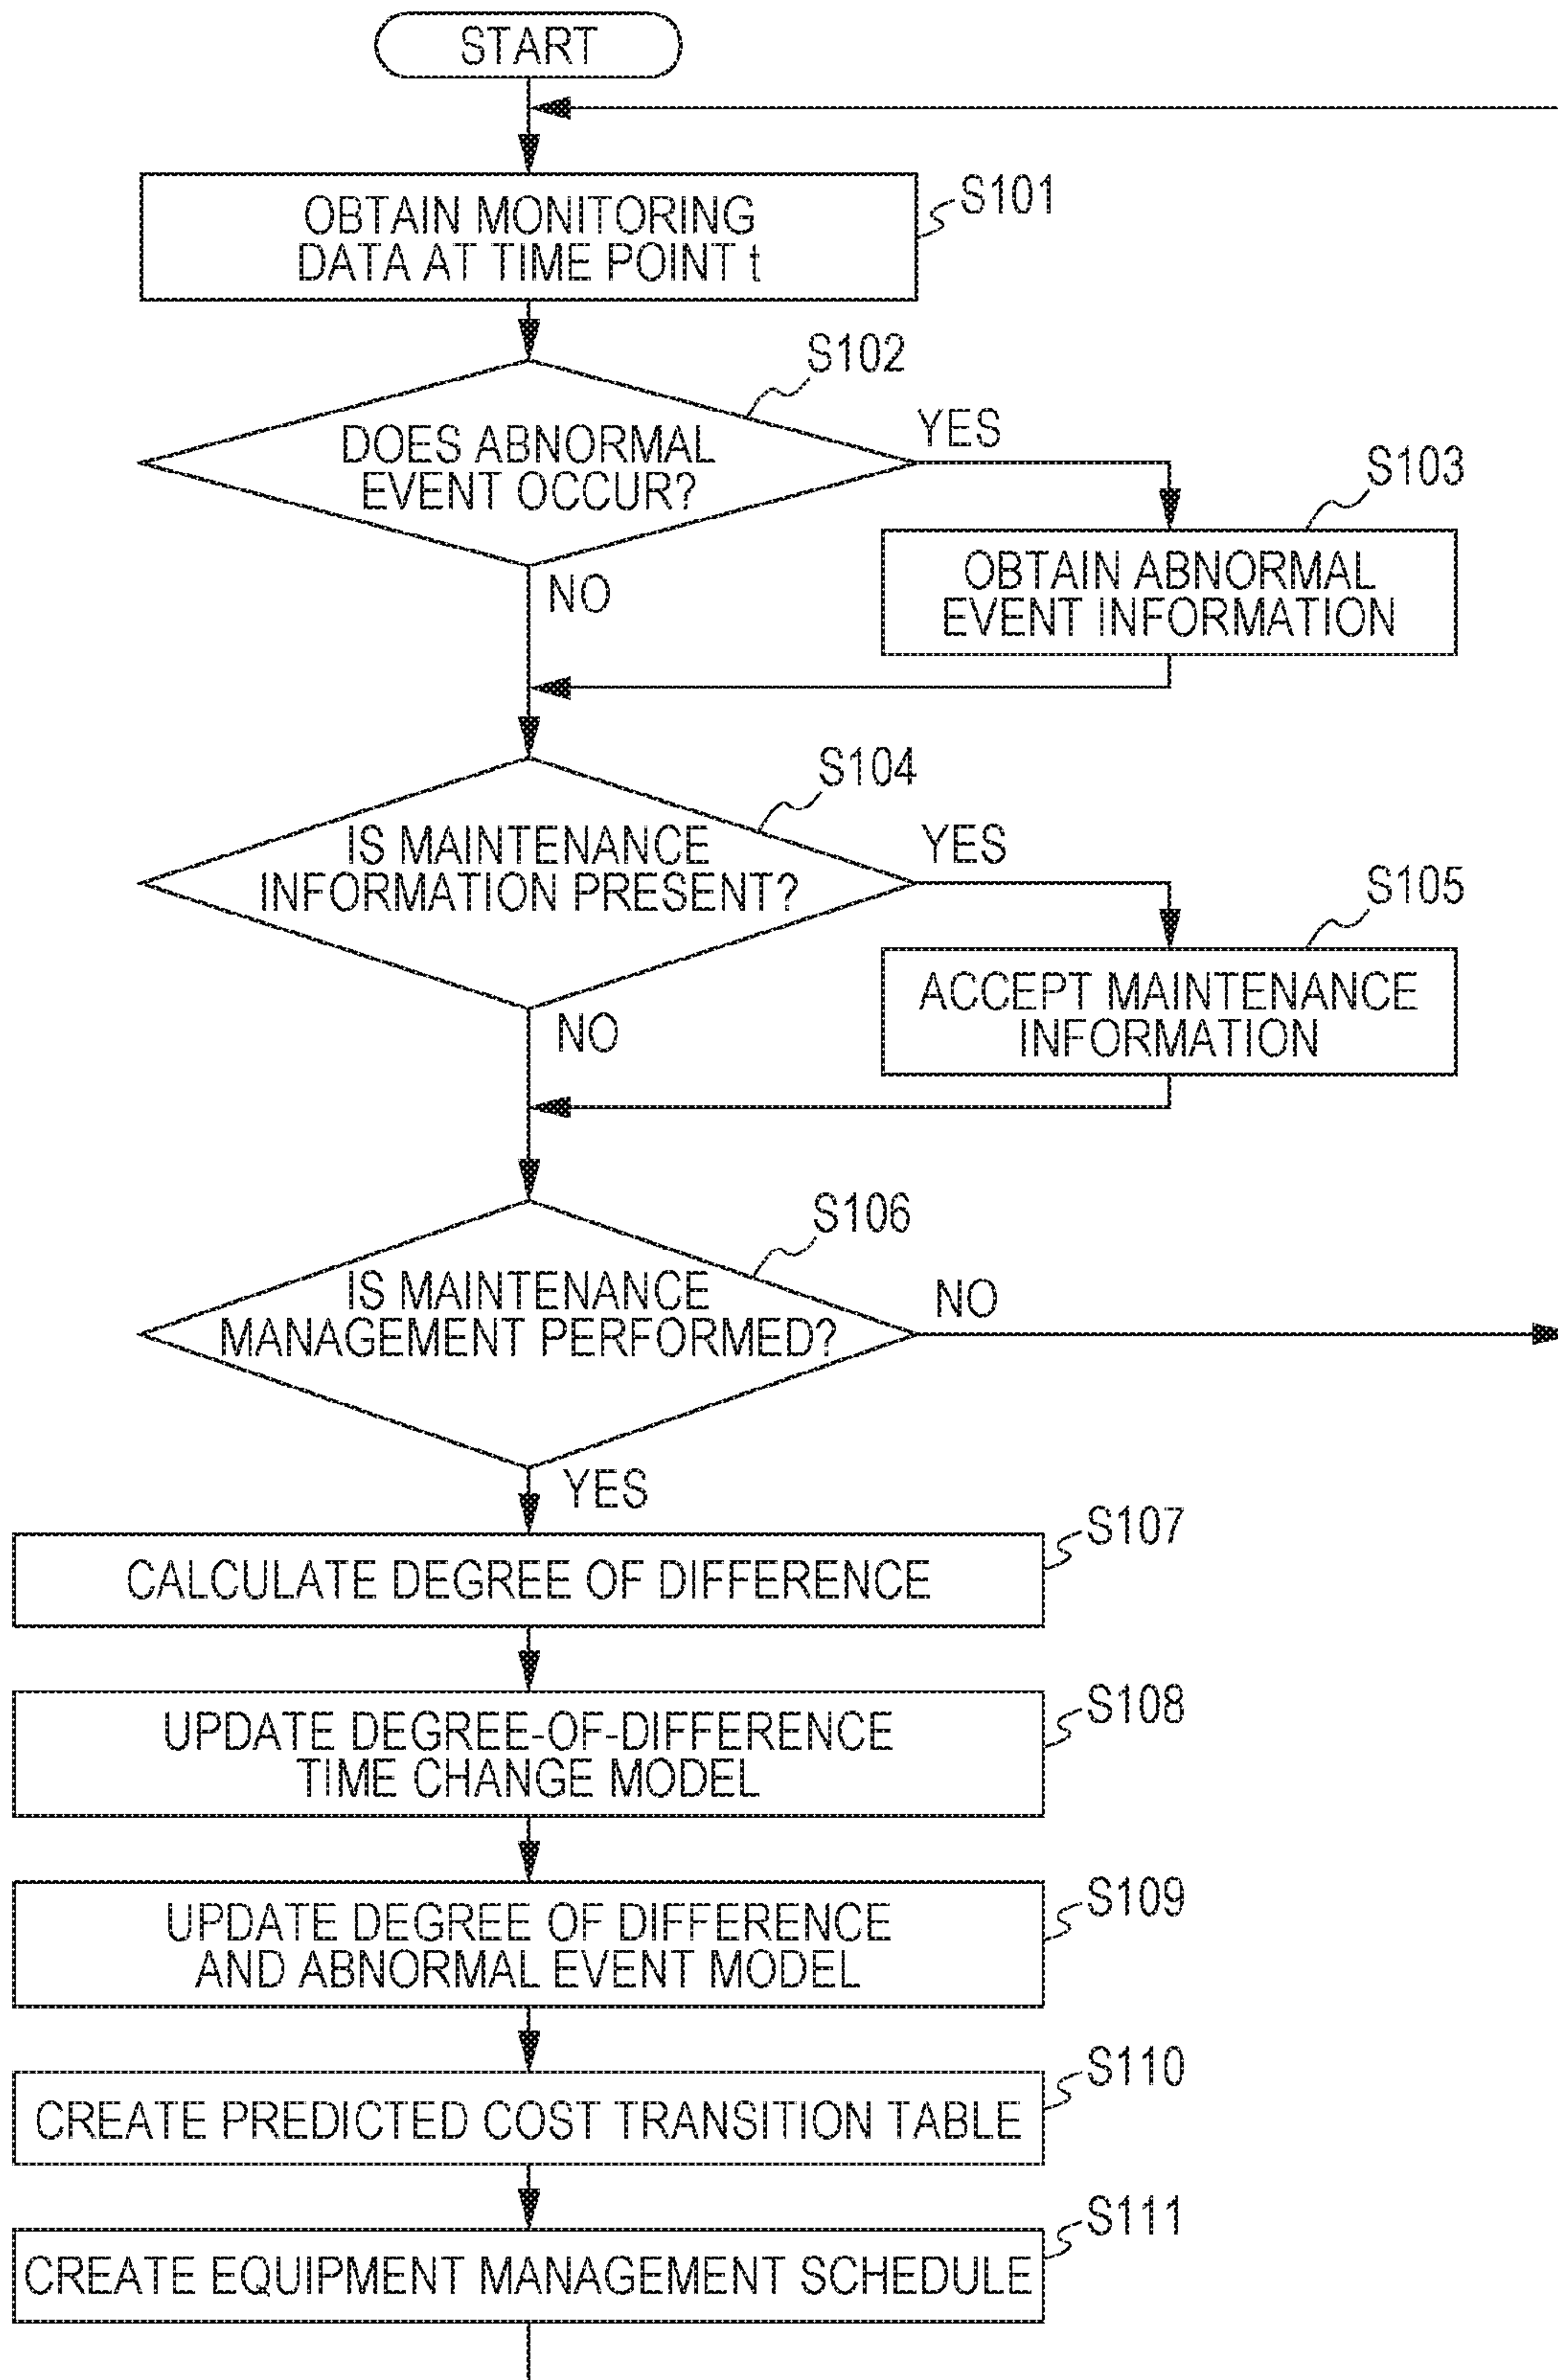 START
OBTAIN MONITORING
DATA AT TIME POINT t
S101
S102
DOES ABNORMAL
EVENT OCCUR?
YES
NO
S103
OBTAIN ABNORMAL
EVENT INFORMATION
S104
IS MAINTENANCE
INFORMATION PRESENT?
YES
NO
S105
ACCEPT MAINTENANCE
INFORMATION
S106
IS MAINTENANCE
MANAGEMENT PERFORMED?
NO
YES
S107
CALCULATE DEGREE OF DIFFERENCE
S108
UPDATE DEGREE-OF-DIFFERENCE
TIME CHANGE MODEL
S109
UPDATE DEGREE OF DIFFERENCE
AND ABNORMAL EVENT MODEL
S110
CREATE PREDICTED COST TRANSITION TABLE
S111
CREATE EQUIPMENT MANAGEMENT SCHEDULE